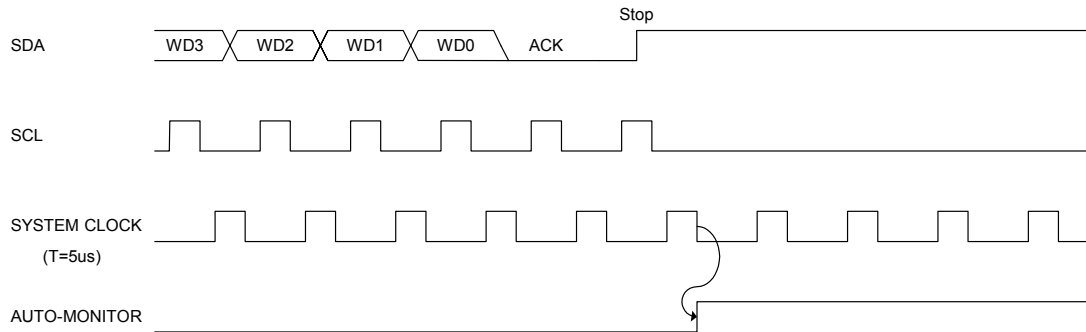 Stop
SDA WD3 WD2 WD1 WD0 ACK
SCL
SYSTEM CLOCK
(T=5us)
AUTO-MONITOR